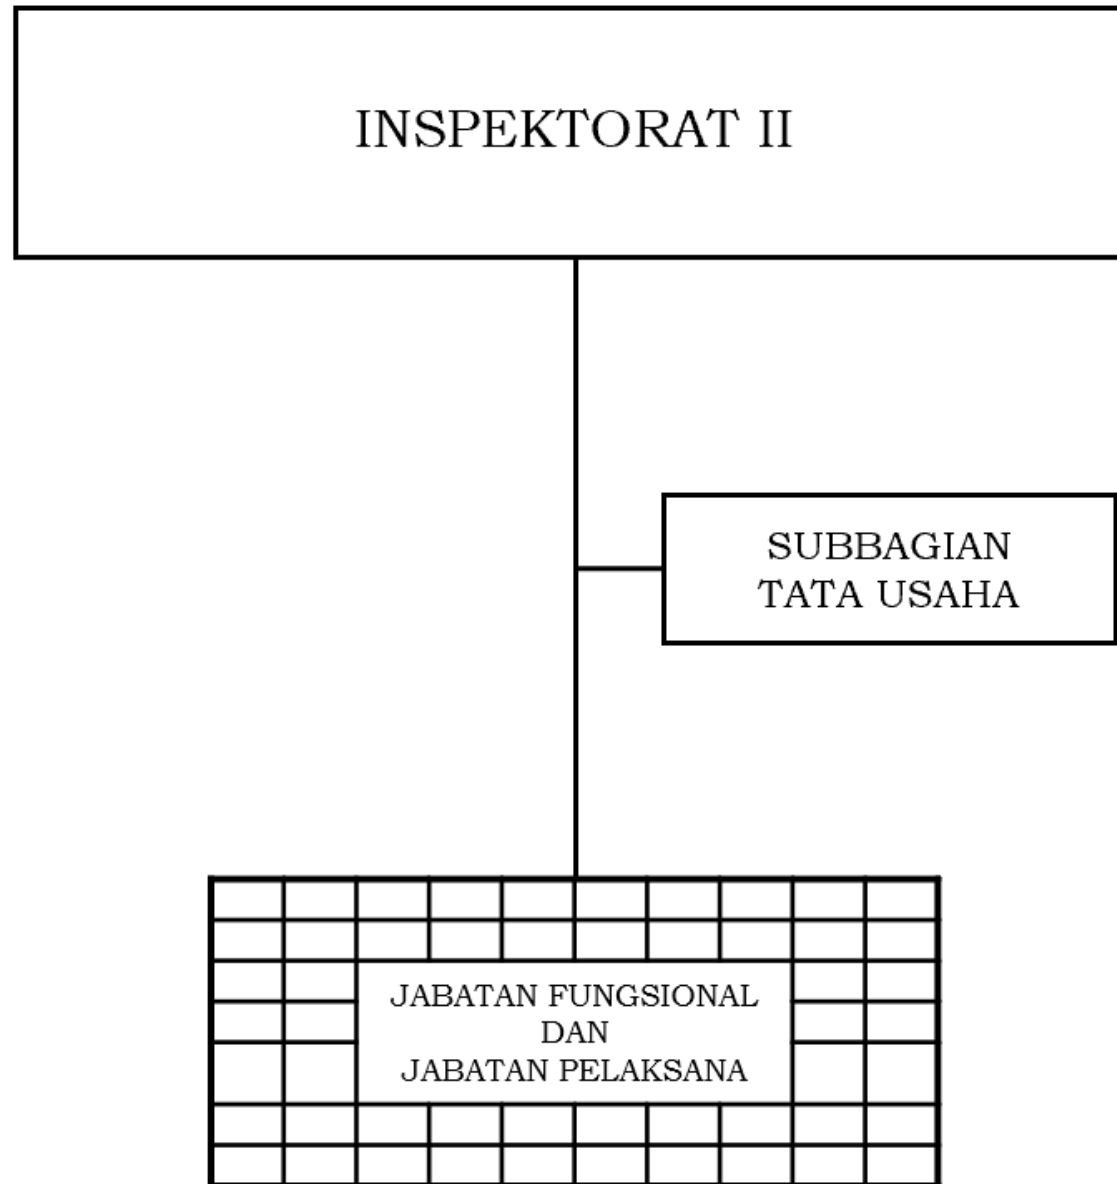 INSPEKTORAT II
SUBBAGIAN
TATA USAHA
JABATAN FUNGSIONAL
DAN
JABATAN PELAKSANA